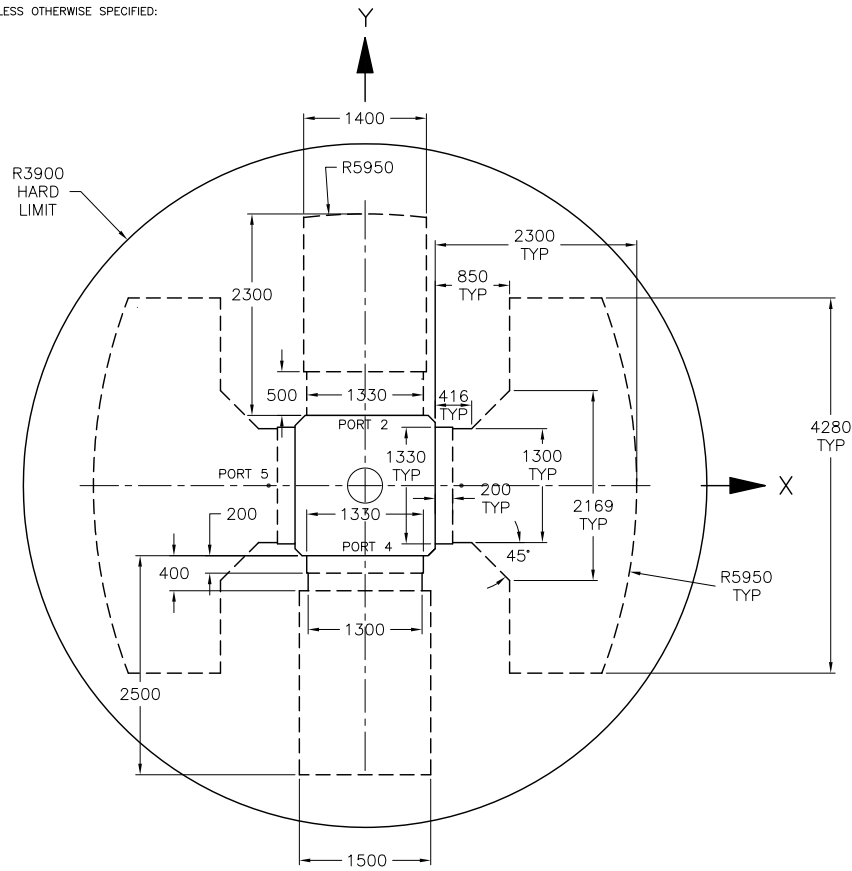 LESS OTHERWISE SPECIFIED:
Y
1400
R5950
R3900
HARD
LIMIT
2300
TYP
850
TYP
2300
500
1330
416
TYP
PORT 2
4280
TYP
1330
TYP
1300
TYP
PORT 5
X
200
TYP
2169
TYP
200
1330
PORT 4
45°
400
R5950
TYP
1300
2500
1500